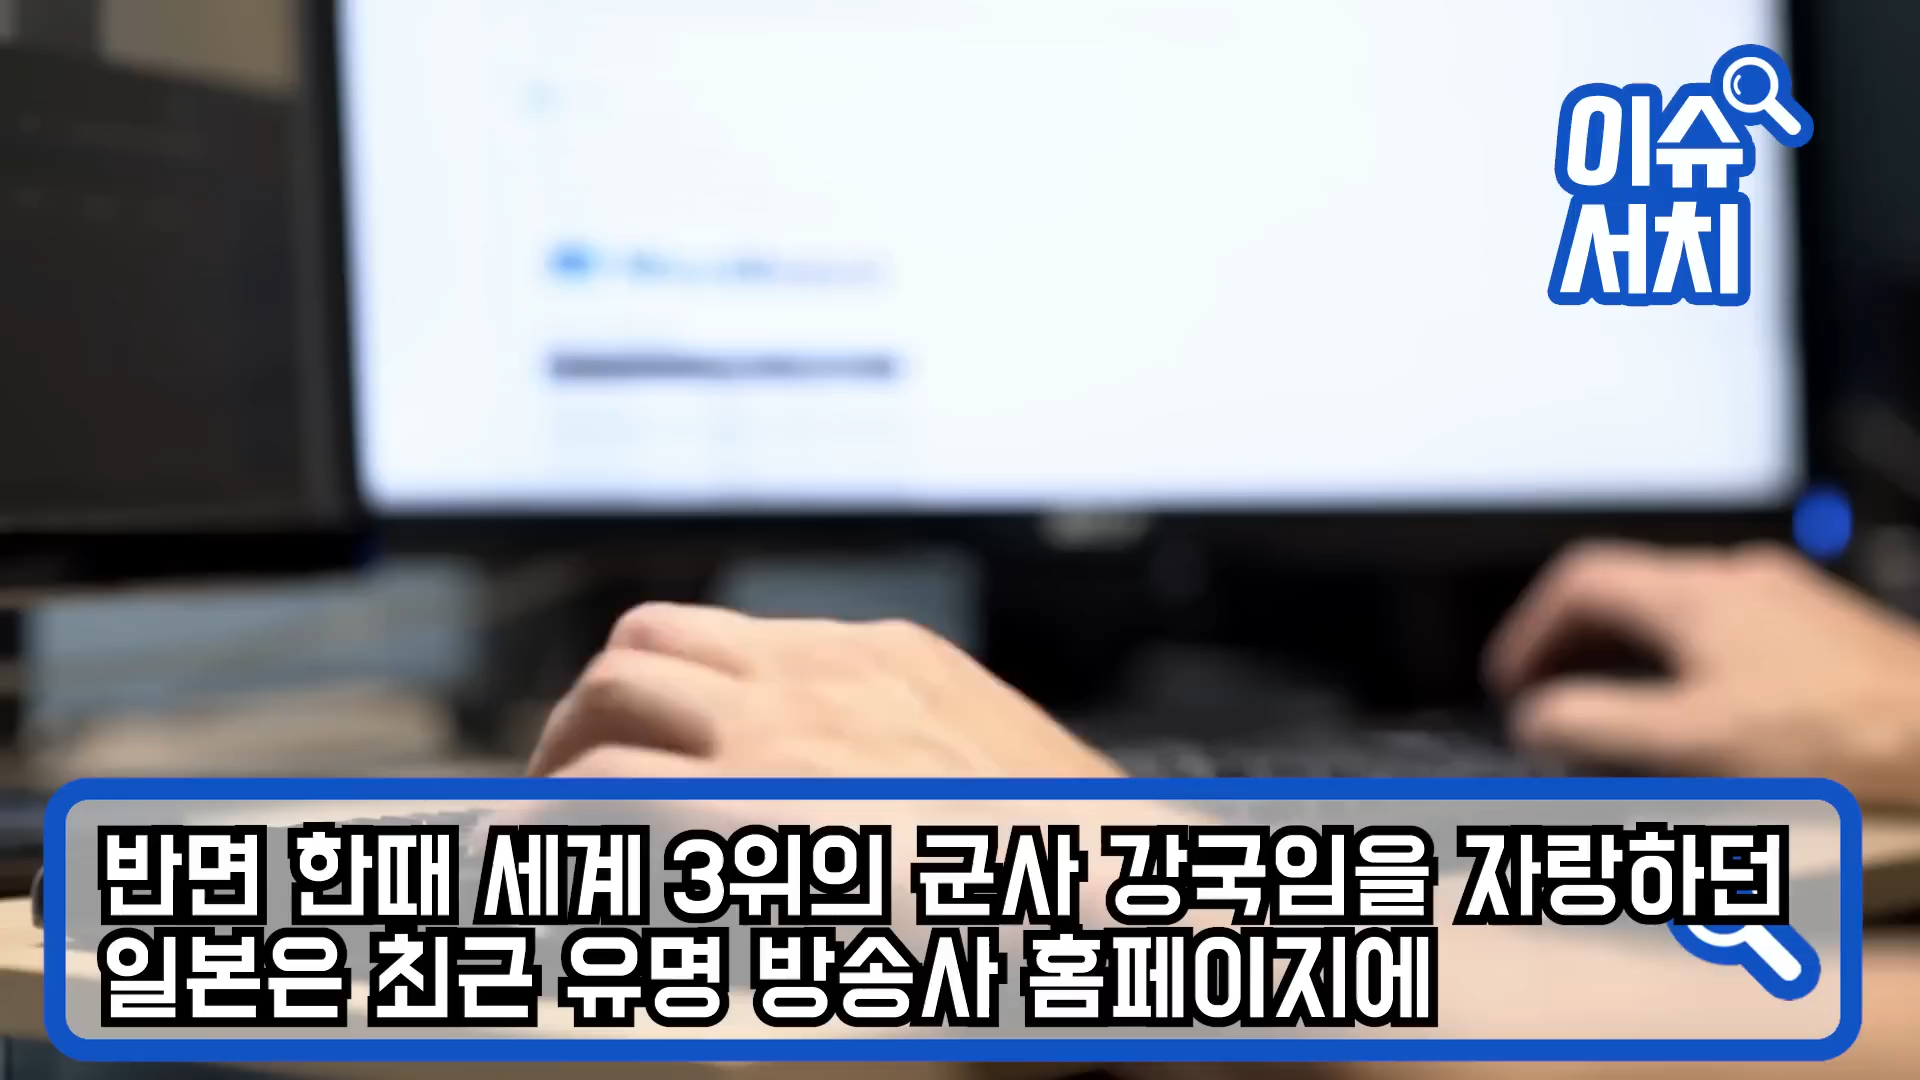 이슈
서치
반면 한때 세계 3위의 군사 강국임을 자랑하던
일본은 최근 유명 방송사 홈페이지에